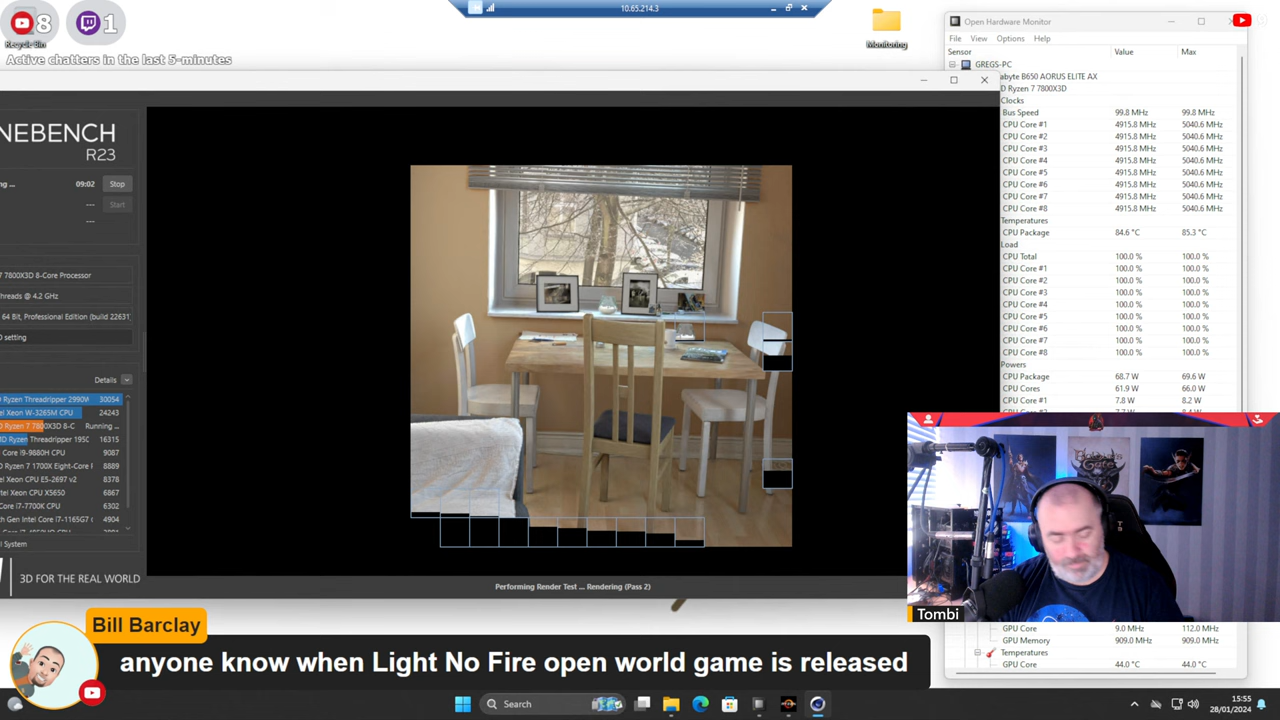 8
1
Recycle Bin
Active chatters in the last 5-minutes
10.65.214.3
Monitoring
NEBENCH
R23
09:02 Stop
--- Start
---
7 7800X3D 8-Core Processor
hreads @ 4.2 GHz
64 Bit, Professional Edition (build 22631)
setting
Details
D Ryzen Threadripper 2990W 30054
tel Xeon W-3265M CPU 24243
D Ryzen 7 7800X3D 8-C Running ...
Ryzen Threadripper 1950 16315
Core i9-9880H CPU 9087
Ryzen 7 1700X Eight-Core P 8889
tel Xeon CPU E5-2697 v2 8378
el Xeon CPU X5650 6867
Core i7-7700K CPU 6302
th Gen Intel Core i7-1165G7 4904
l System
3D FOR THE REAL WORLD
Performing Render Test ... Rendering (Pass 2)
Open Hardware Monitor
File View Options Help
Sensor Value Max
GREGS-PC
abyte B650 AORUS ELITE AX
D Ryzen 7 7800X3D
Clocks
Bus Speed 99.8 MHz 99.8 MHz
CPU Core #1 4915.8 MHz 5040.6 MHz
CPU Core #2 4915.8 MHz 5040.6 MHz
CPU Core #3 4915.8 MHz 5040.6 MHz
CPU Core #4 4915.8 MHz 5040.6 MHz
CPU Core #5 4915.8 MHz 5040.6 MHz
CPU Core #6 4915.8 MHz 5040.6 MHz
CPU Core #7 4915.8 MHz 5040.6 MHz
CPU Core #8 4915.8 MHz 5040.6 MHz
Temperatures
CPU Package 84.6 °C 85.3 °C
Load
CPU Total 100.0 % 100.0 %
CPU Core #1 100.0 % 100.0 %
CPU Core #2 100.0 % 100.0 %
CPU Core #3 100.0 % 100.0 %
CPU Core #4 100.0 % 100.0 %
CPU Core #5 100.0 % 100.0 %
CPU Core #6 100.0 % 100.0 %
CPU Core #7 100.0 % 100.0 %
CPU Core #8 100.0 % 100.0 %
Powers
CPU Package 68.7 W 69.6 W
CPU Cores 61.9 W 66.0 W
CPU Core #1 7.8 W 8.2 W
Tombi
GPU Core 9.0 MHz 112.0 MHz
GPU Memory 909.0 MHz 909.0 MHz
Temperatures
GPU Core 44.0 °C 44.0 °C
Bill Barclay
anyone know when Light No Fire open world game is released
Search
15:55
28/01/2024